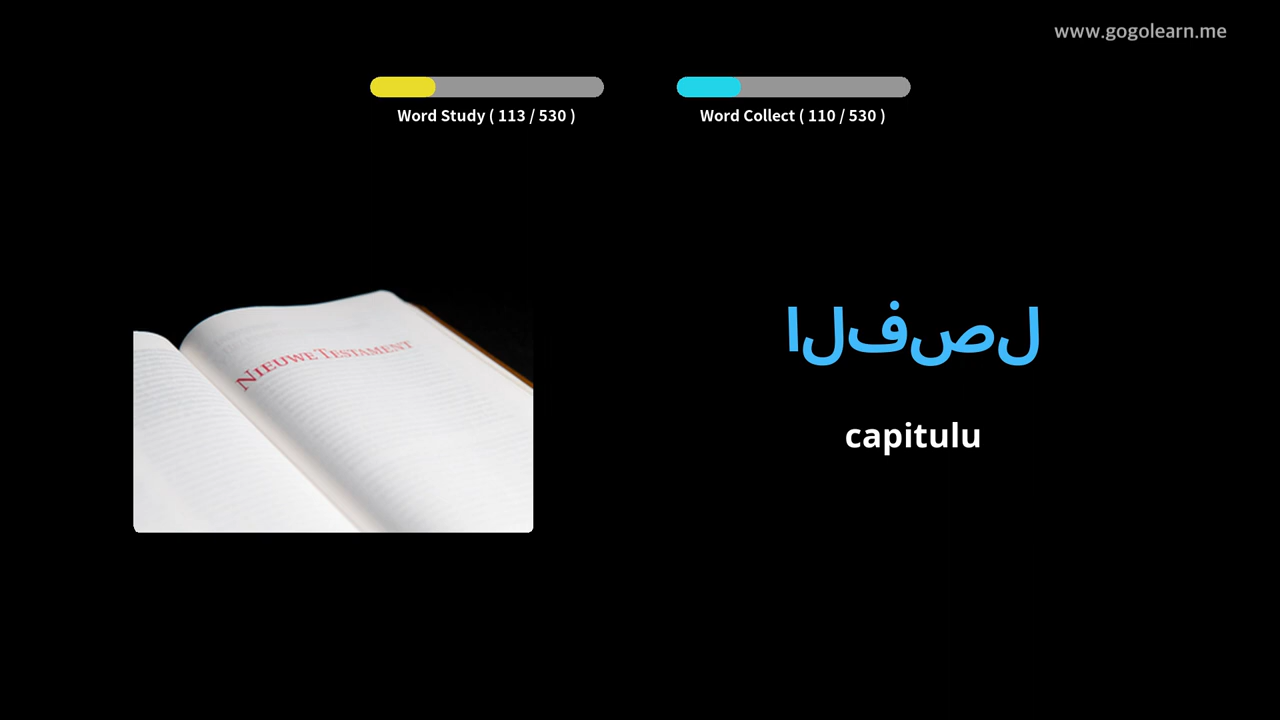 www.gogolearn.me
Word Study ( 113 / 530 )
Word Collect ( 110 / 530 )
NIEUWE TESTAMENT
الفصل
capitulu